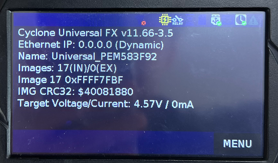 Cyclone Universal FX v11.66-3.5
Ethernet IP: 0.0.0.0 (Dynamic)
Name: Universal_PEM583F92
Images: 17(IN)/0(EX)
Image 17 0xFFFF7FBF
IMG CRC32: $40081880
Target Voltage/Current: 4.57V / 0mA
MENU